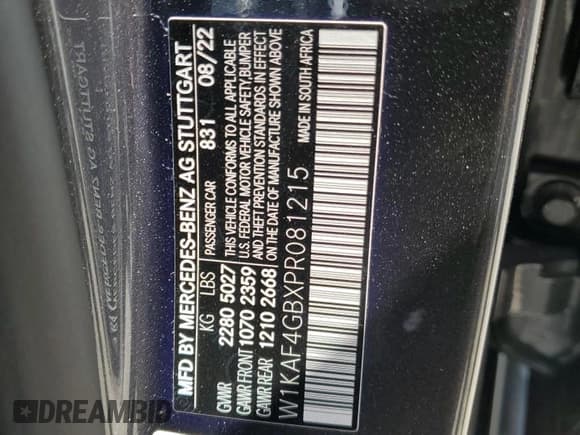 MFD BY MERCEDES-BENZ AG STUTTGART
KG LBS PASSENGER CAR 831 08/22
GVWR 2280 5027 THIS VEHICLE CONFORMS TO ALL APPLICABLE
GAWR FRONT 1070 2359 U.S. FEDERAL MOTOR VEHICLE SAFETY,BUMPER
GAWR REAR 1210 2668 AND THEFT PREVENTION STANDARDS IN EFFECT
ON THE DATE OF MANUFACTURE SHOWN ABOVE
W1KAF4GBXPR081215 MADE IN SOUTH AFRICA
DREAMBID